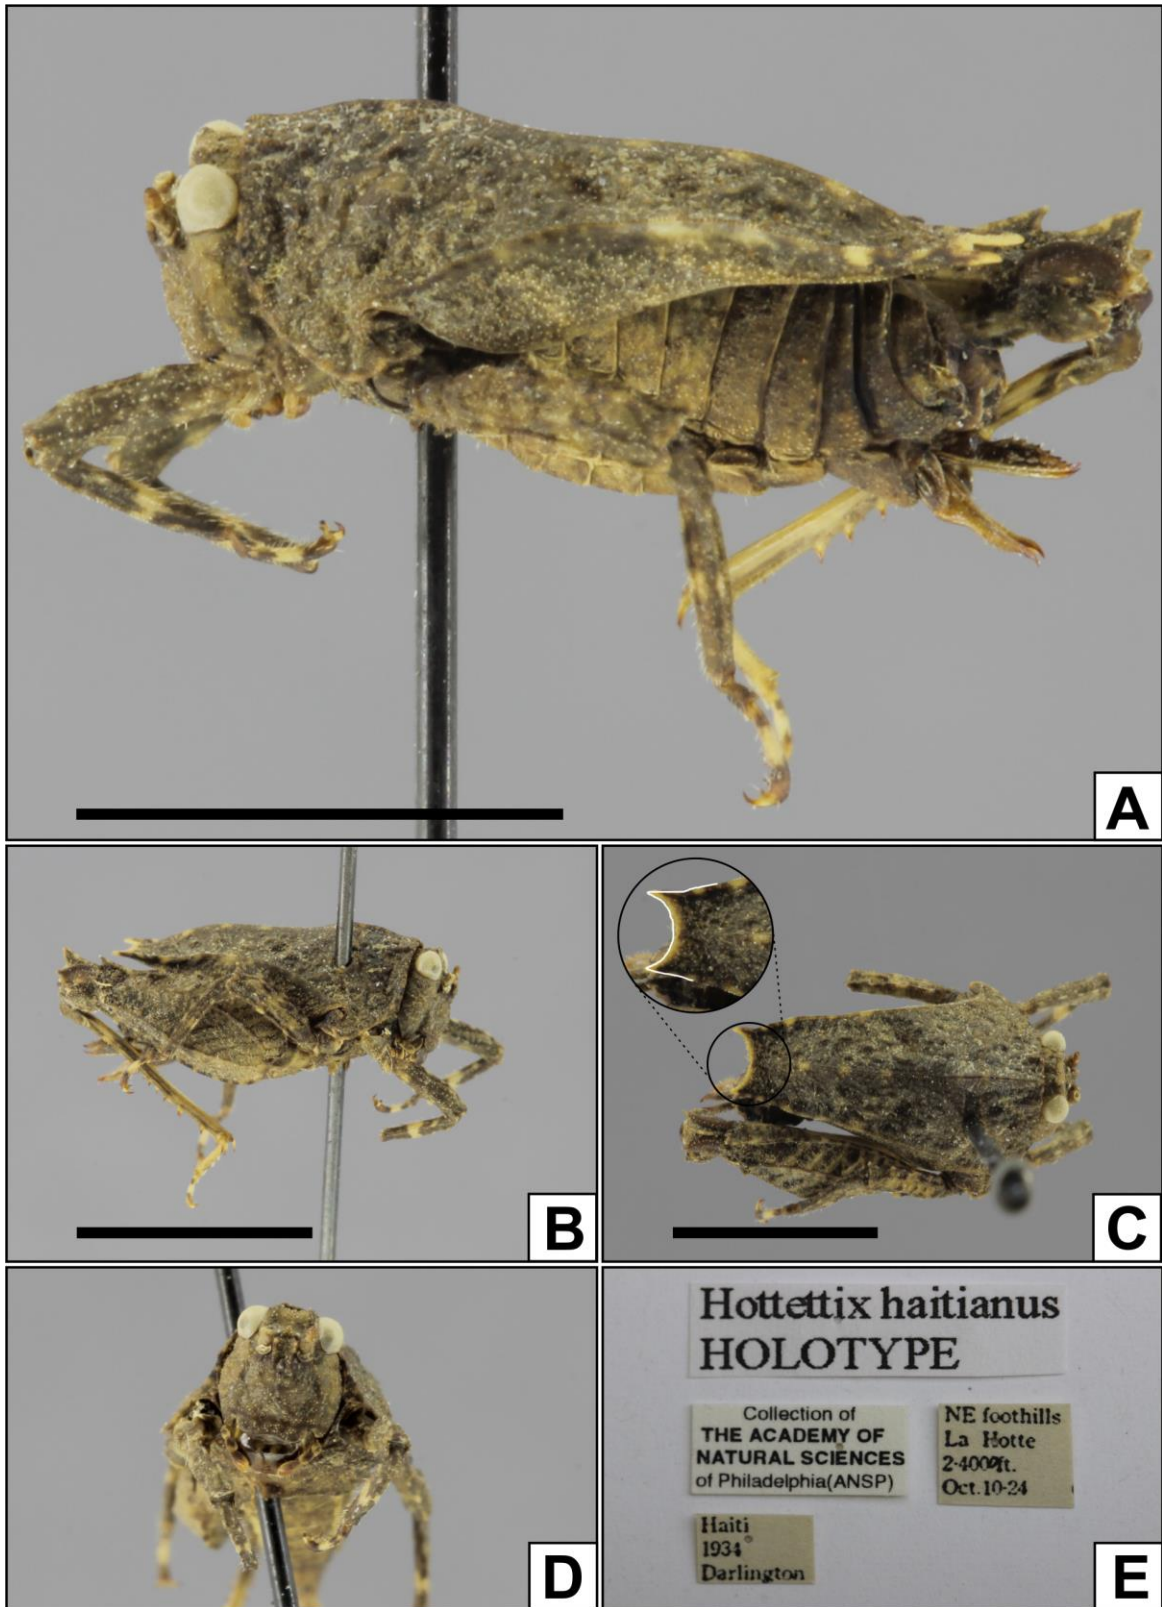 A
B
C
D
Hottettix haitianus
HOLOTYPE
Collection of
THE ACADEMY OF
NATURAL SCIENCES
of Philadelphia(ANSP)
NE foothills
La Hotte
Oct.10-24
Haiti
1934
Darlington
E